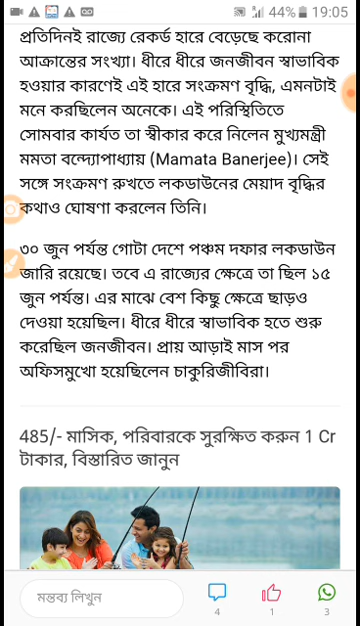 44% 19:05
প্রতিদিনই রাজ্যে রেকর্ড হারে বেড়েছে করোনা
আক্রান্তের সংখ্যা। ধীরে ধীরে জনজীবন স্বাভাবিক
হওয়ার কারণেই এই হারে সংক্রমণ বৃদ্ধি, এমনটাই
মনে করছিলেন অনেকে। এই পরিস্থিতিতে
সোমবার কার্যত তা স্বীকার করে নিলেন মুখ্যমন্ত্রী
মমতা বন্দ্যোপাধ্যায় (Mamata Banerjee)। সেই
সঙ্গে সংক্রমণ রুখতে লকডাউনের মেয়াদ বৃদ্ধির
কথাও ঘোষণা করলেন তিনি।
৩০ জুন পর্যন্ত গোটা দেশে পঞ্চম দফার লকডাউন
জারি রয়েছে। তবে এ রাজ্যের ক্ষেত্রে তা ছিল ১৫
জুন পর্যন্ত। এর মাঝে বেশ কিছু ক্ষেত্রে ছাড়ও
দেওয়া হয়েছিল। ধীরে ধীরে স্বাভাবিক হতে শুরু
করেছিল জনজীবন। প্রায় আড়াই মাস পর
অফিসমুখো হয়েছিলেন চাকুরিজীবিরা।
485/- মাসিক, পরিবারকে সুরক্ষিত করুন 1 Cr
টাকার, বিস্তারিত জানুন
মন্তব্য লিখুন
4 1 3